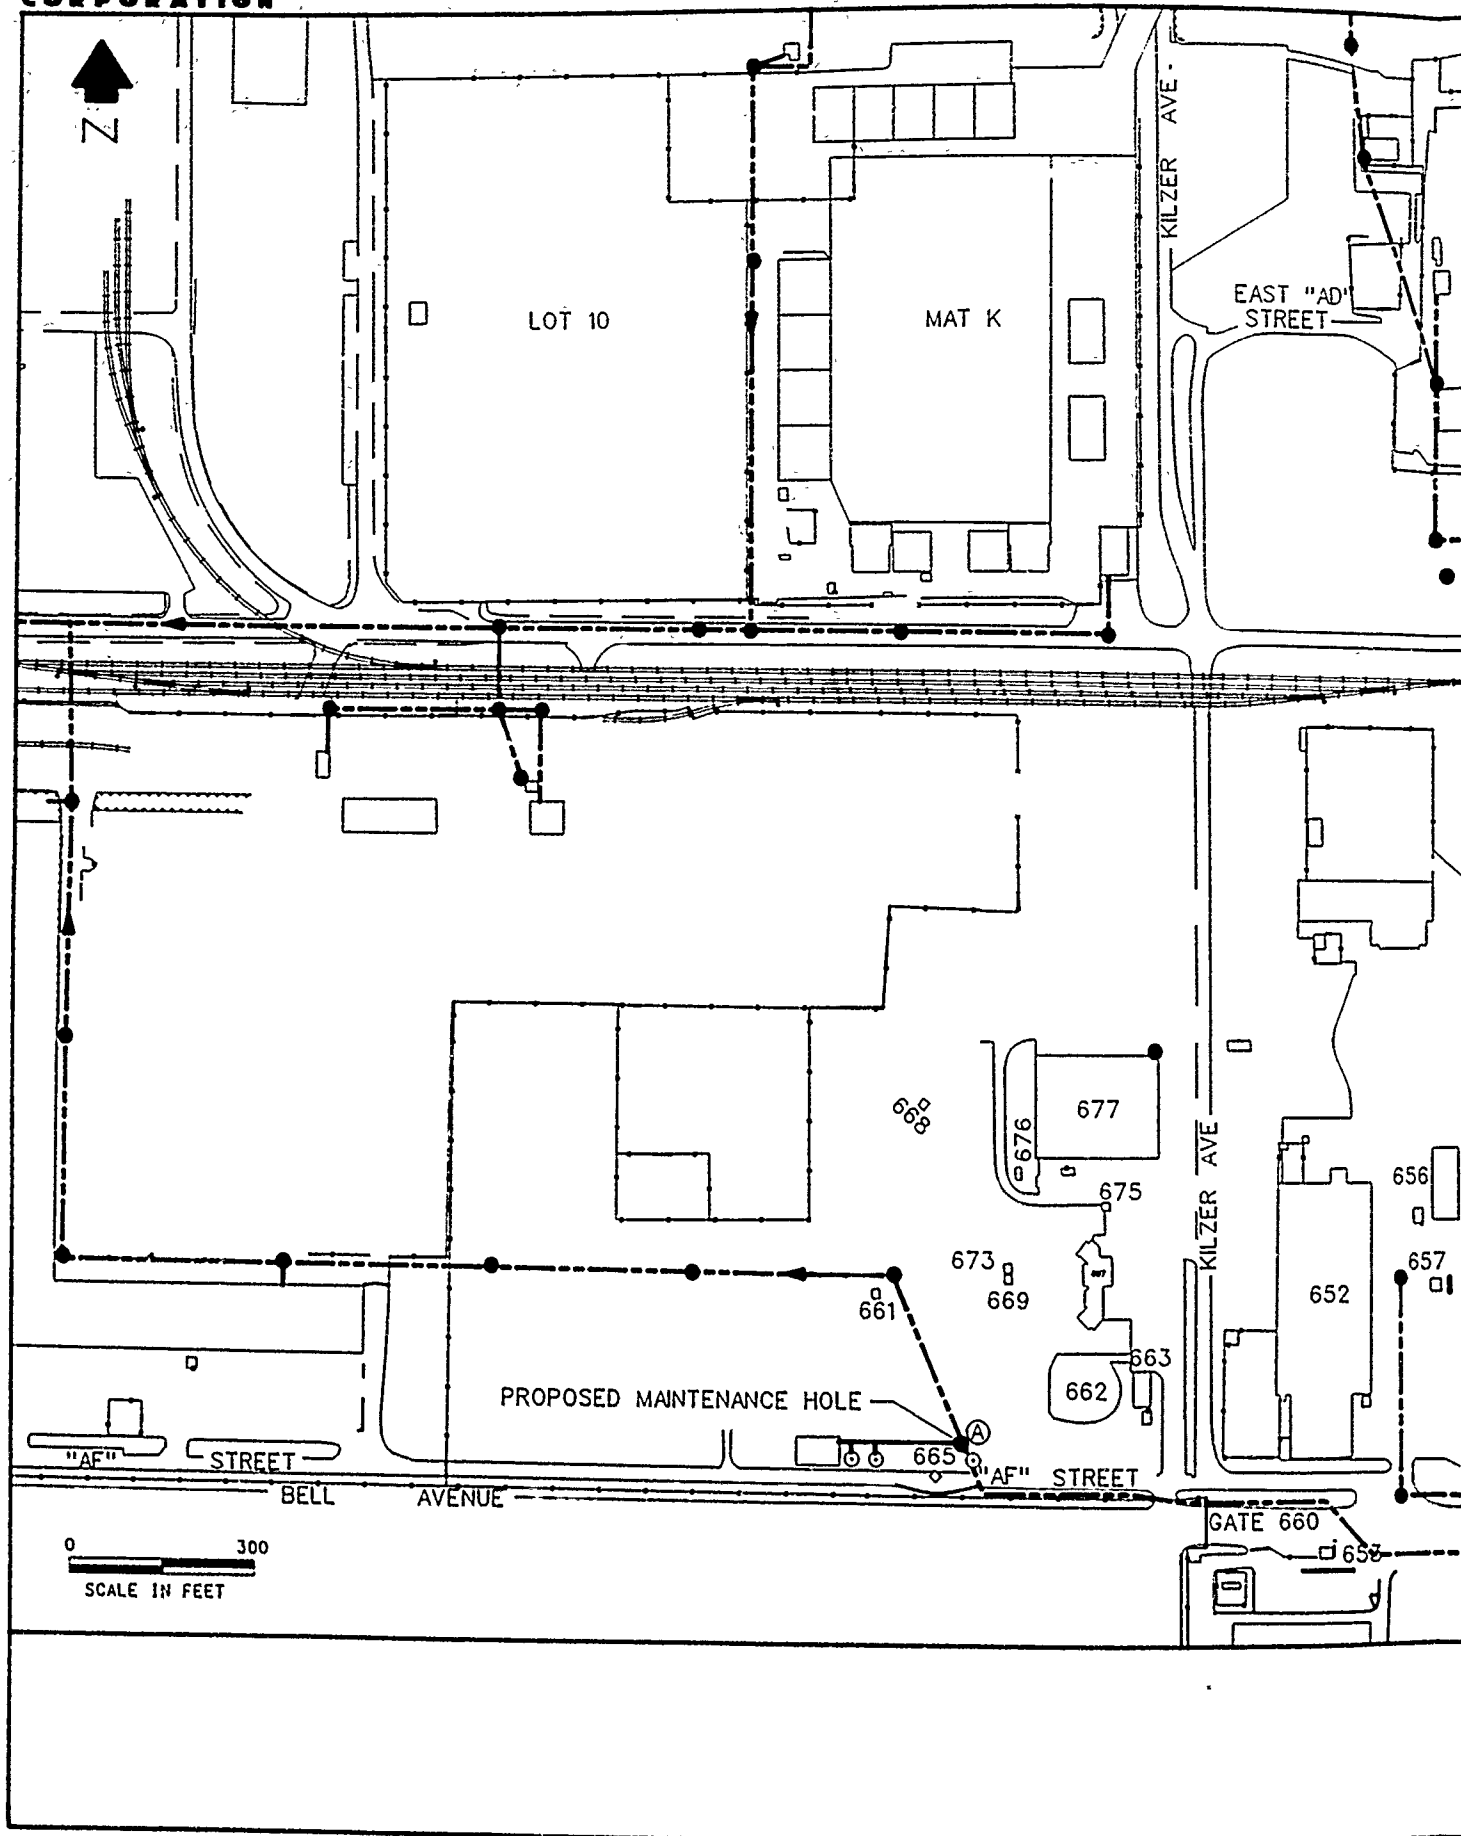 CORPORATION
N
KILZER AVE.
LOT 10
MAT K
EAST "AD"
STREET
668
676
677
675
KILZER AVE
656
657
673
669
667
661
652
663
662
PROPOSED MAINTENANCE HOLE
A
665
"AF" STREET
"AF" STREET
BELL AVENUE
GATE 660
653
0 300
SCALE IN FEET